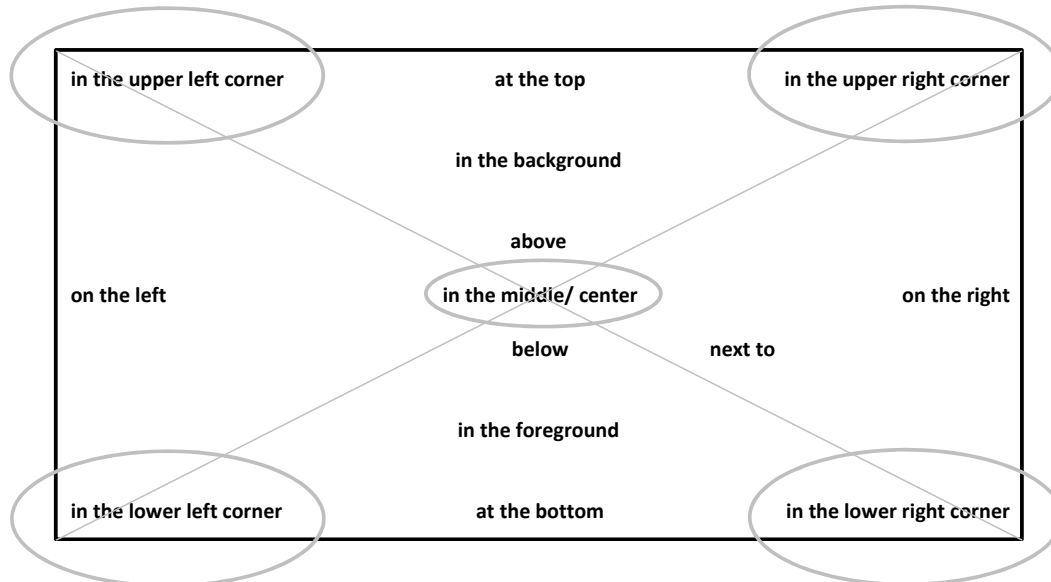 in the upper left corner at the top in the upper right corner
in the background
above
on the left in the middle/ center on the right
below next to
in the foreground
in the lower left corner at the bottom in the lower right corner